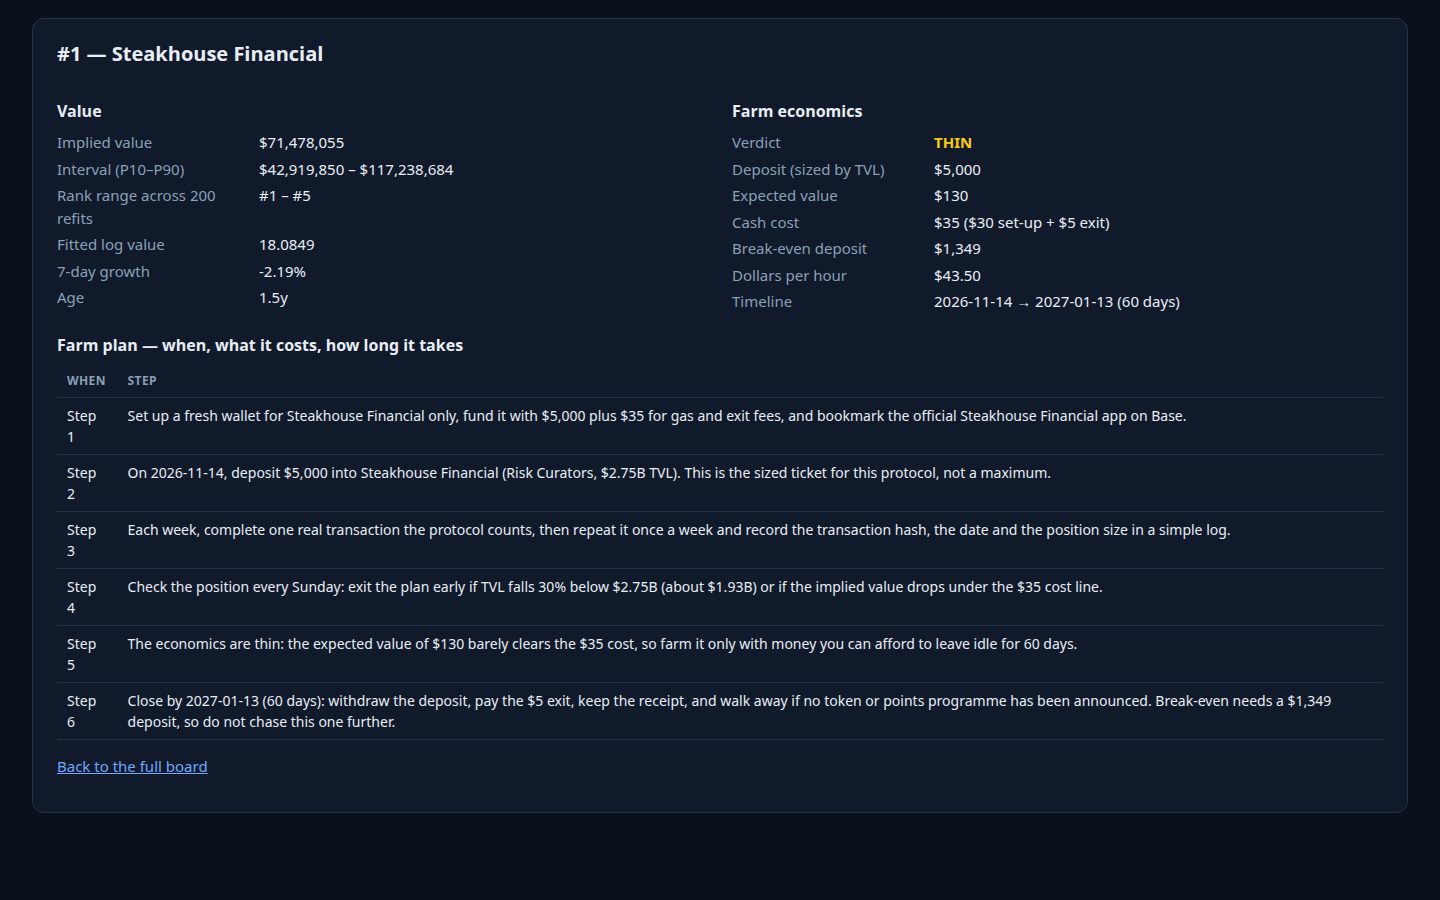 #1 — Steakhouse Financial
Value
Implied value $71,478,055
Interval (P10–P90) $42,919,850 – $117,238,684
Rank range across 200 refits #1 – #5
Fitted log value 18.0849
7-day growth -2.19%
Age 1.5y
Farm economics
Verdict THIN
Deposit (sized by TVL) $5,000
Expected value $130
Cash cost $35 ($30 set-up + $5 exit)
Break-even deposit $1,349
Dollars per hour $43.50
Timeline 2026-11-14 → 2027-01-13 (60 days)
Farm plan — when, what it costs, how long it takes
WHEN STEP
Step 1 Set up a fresh wallet for Steakhouse Financial only, fund it with $5,000 plus $35 for gas and exit fees, and bookmark the official Steakhouse Financial app on Base.
Step 2 On 2026-11-14, deposit $5,000 into Steakhouse Financial (Risk Curators, $2.75B TVL). This is the sized ticket for this protocol, not a maximum.
Step 3 Each week, complete one real transaction the protocol counts, then repeat it once a week and record the transaction hash, the date and the position size in a simple log.
Step 4 Check the position every Sunday: exit the plan early if TVL falls 30% below $2.75B (about $1.93B) or if the implied value drops under the $35 cost line.
Step 5 The economics are thin: the expected value of $130 barely clears the $35 cost, so farm it only with money you can afford to leave idle for 60 days.
Step 6 Close by 2027-01-13 (60 days): withdraw the deposit, pay the $5 exit, keep the receipt, and walk away if no token or points programme has been announced. Break-even needs a $1,349
deposit, so do not chase this one further.
Back to the full board